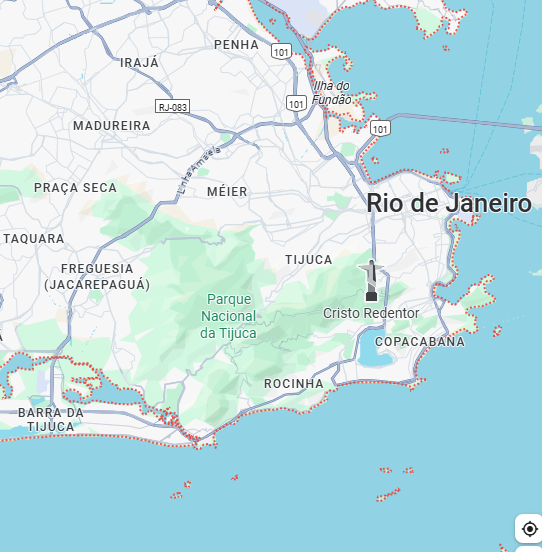 PENHA
101
IRAJÁ
Ilha do
Fundão
101
RJ-083
MADUREIRA
101
Linha Amarela
PRAÇA SECA
MÉIER
Rio de Janeiro
TAQUARA
TIJUCA
FREGUESIA
(JACAREPAGUÁ)
Parque
Nacional
da Tijuca
Cristo Redentor
COPACABANA
ROCINHA
BARRA DA
TIJUCA